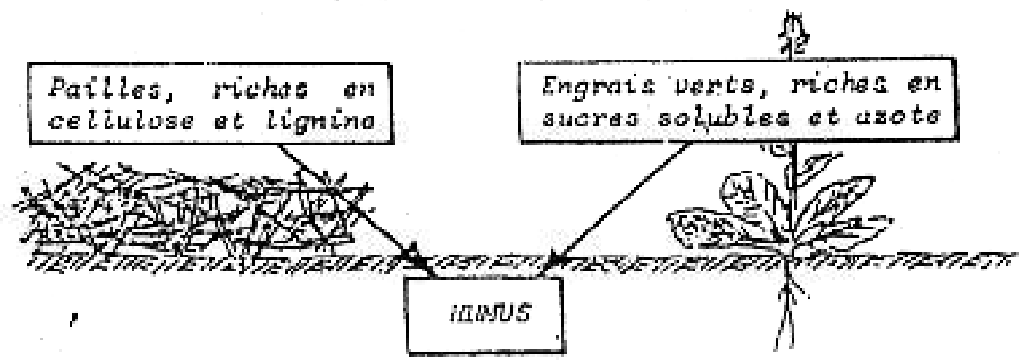 Pailles, riches en
cellulose et lignine
Engrais verts, riches en
sucres solubles et azote
HUMUS